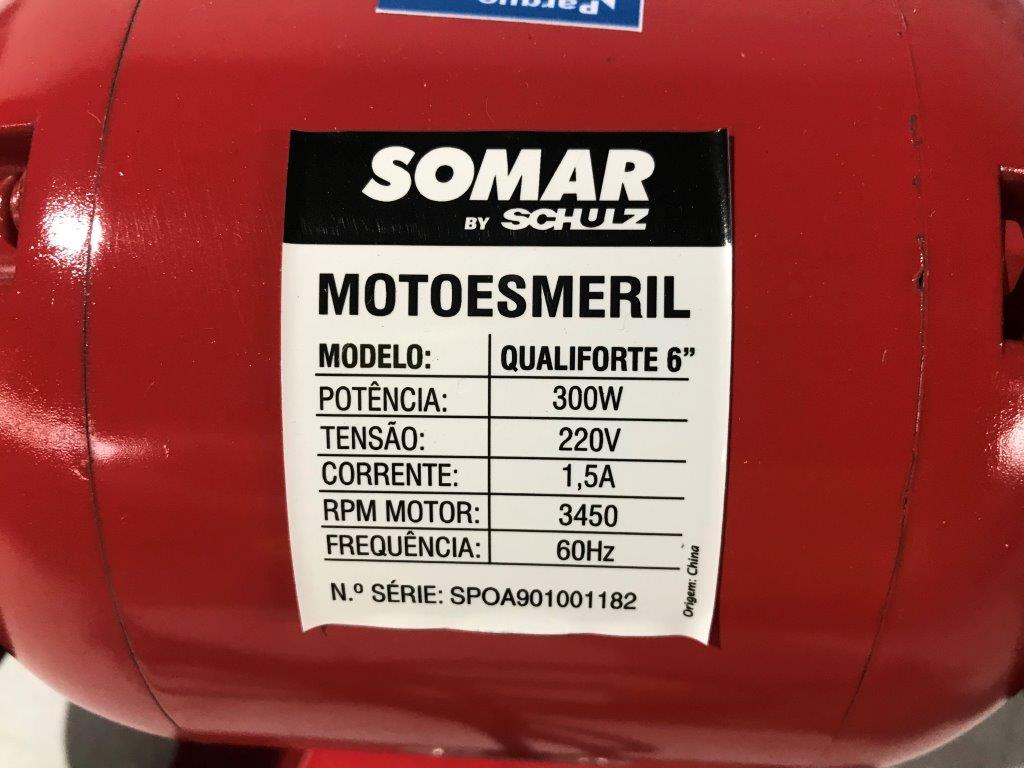 Parque
SOMAR
BY SCHULZ
MOTOESMERIL
MODELO: QUALIFORTE 6”
POTÊNCIA: 300W
TENSÃO: 220V
CORRENTE: 1,5A
RPM MOTOR: 3450
FREQUÊNCIA: 60Hz
N.º SÉRIE: SPOA901001182
Origem: China